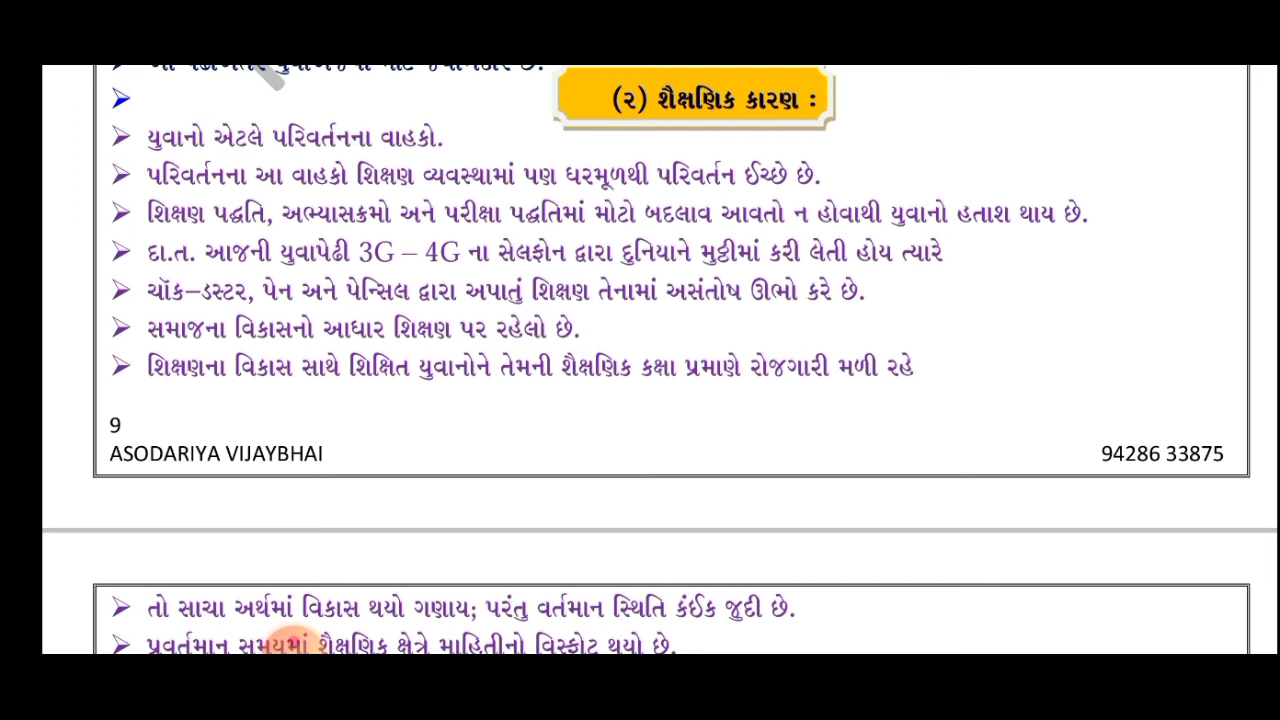 (૨) શૈક્ષણિક કારણ :
➢
➢ યુવાનો એટલે પરિવર્તનના વાહકો.
➢ પરિવર્તનના આ વાહકો શિક્ષણ વ્યવસ્થામાં પણ ધરમૂળથી પરિવર્તન ઈચ્છે છે.
➢ શિક્ષણ પદ્ધતિ, અભ્યાસક્રમો અને પરીક્ષા પદ્ધતિમાં મોટો બદલાવ આવતો ન હોવાથી યુવાનો હતાશ થાય છે.
➢ દા.ત. આજની યુવાપેઢી 3G – 4G ના સેલફોન દ્વારા દુનિયાને મુઠ્ઠીમાં કરી લેતી હોય ત્યારે
➢ ચૉક–ડસ્ટર, પેન અને પેન્સિલ દ્વારા અપાતું શિક્ષણ તેનામાં અસંતોષ ઊભો કરે છે.
➢ સમાજના વિકાસનો આધાર શિક્ષણ પર રહેલો છે.
➢ શિક્ષણના વિકાસ સાથે શિક્ષિત યુવાનોને તેમની શૈક્ષણિક કક્ષા પ્રમાણે રોજગારી મળી રહે
9
ASODARIYA VIJAYBHAI 94286 33875
➢ તો સાચા અર્થમાં વિકાસ થયો ગણાય; પરંતુ વર્તમાન સ્થિતિ કંઈક જુદી છે.
➢ પ્રવર્તમાન સમયમાં શૈક્ષણિક ક્ષેત્રે માહિતીનો વિસ્ફોટ થયો છે.